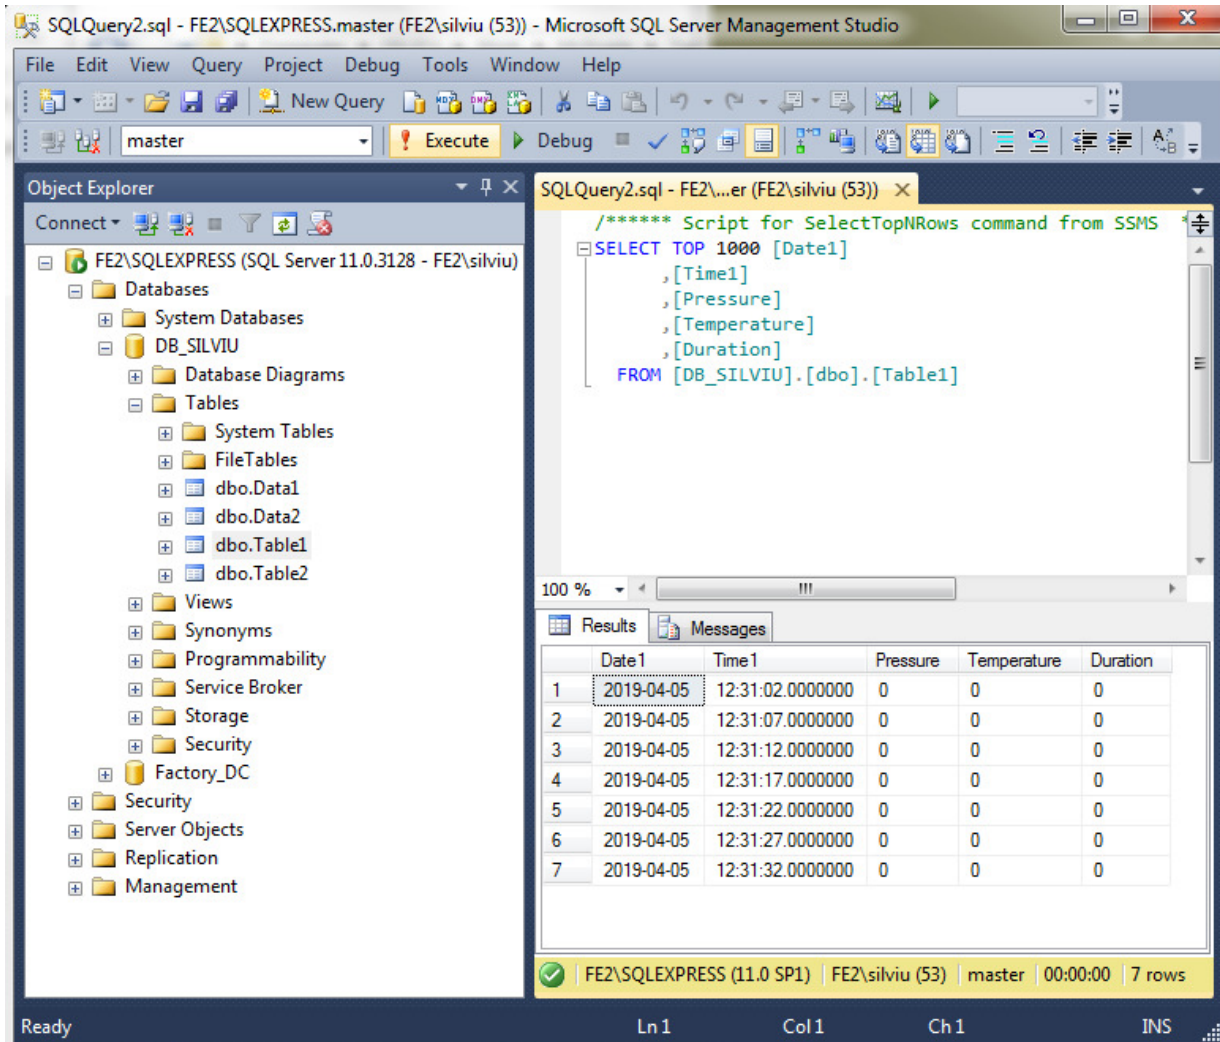 SQLQuery2.sql - FE2\SQLEXPRESS.master (FE2\silviu (53)) - Microsoft SQL Server Management Studio
File Edit View Query Project Debug Tools Window Help
New Query
master Execute Debug
Object Explorer
Connect
FE2\SQLEXPRESS (SQL Server 11.0.3128 - FE2\silviu)
Databases
System Databases
DB_SILVIU
Database Diagrams
Tables
System Tables
FileTables
dbo.Data1
dbo.Data2
dbo.Table1
dbo.Table2
Views
Synonyms
Programmability
Service Broker
Storage
Security
Factory_DC
Security
Server Objects
Replication
Management
SQLQuery2.sql - FE2\...er (FE2\silviu (53))
/****** Script for SelectTopNRows command from SSMS *
SELECT TOP 1000 [Date1]
,[Time1]
,[Pressure]
,[Temperature]
,[Duration]
FROM [DB_SILVIU].[dbo].[Table1]
100 %
Results Messages
Date1 Time1 Pressure Temperature Duration
1 2019-04-05 12:31:02.0000000 0 0 0
2 2019-04-05 12:31:07.0000000 0 0 0
3 2019-04-05 12:31:12.0000000 0 0 0
4 2019-04-05 12:31:17.0000000 0 0 0
5 2019-04-05 12:31:22.0000000 0 0 0
6 2019-04-05 12:31:27.0000000 0 0 0
7 2019-04-05 12:31:32.0000000 0 0 0
FE2\SQLEXPRESS (11.0 SP1) FE2\silviu (53) master 00:00:00 7 rows
Ready Ln 1 Col 1 Ch 1 INS